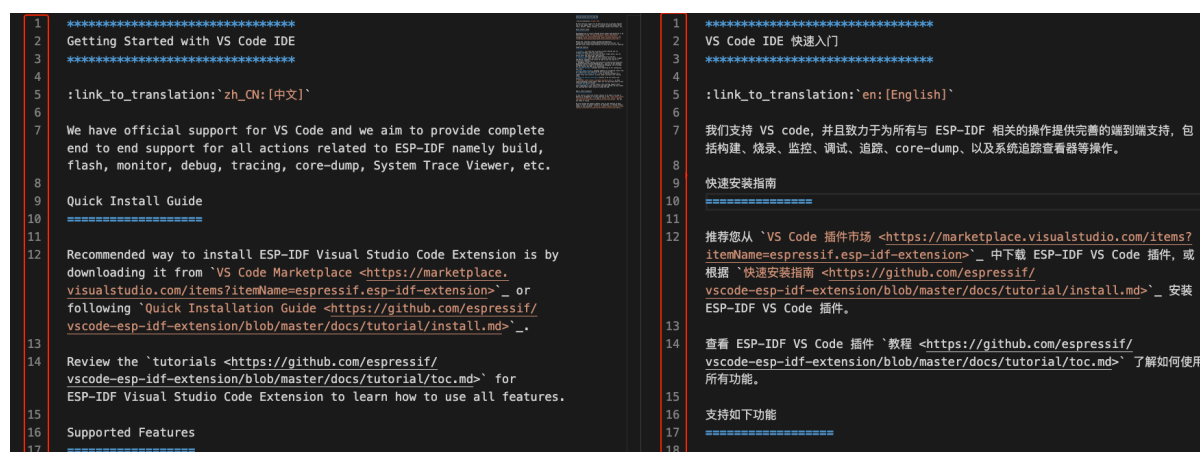 1 ********************************
2 Getting Started with VS Code IDE
3 ********************************
4
5 :link_to_translation:`zh_CN:[中文]`
6
7 We have official support for VS Code and we aim to provide complete
end to end support for all actions related to ESP-IDF namely build,
flash, monitor, debug, tracing, core-dump, System Trace Viewer, etc.
8
9 Quick Install Guide
10 ===================
11
12 Recommended way to install ESP-IDF Visual Studio Code Extension is by
downloading it from `VS Code Marketplace <https://marketplace.
visualstudio.com/items?itemName=espressif.esp-idf-extension>`_ or
following `Quick Installation Guide <https://github.com/espressif/
vscode-esp-idf-extension/blob/master/docs/tutorial/install.md>`_.
13
14 Review the `tutorials <https://github.com/espressif/
vscode-esp-idf-extension/blob/master/docs/tutorial/toc.md>` for
ESP-IDF Visual Studio Code Extension to learn how to use all features.
15
16 Supported Features
17 ==================
1 ********************************
2 VS Code IDE 快速入门
3 ********************************
4
5 :link_to_translation:`en:[English]`
6
7 我们支持 VS code，并且致力于为所有与 ESP-IDF 相关的操作提供完善的端到端支持，包
括构建、烧录、监控、调试、追踪、core-dump、以及系统追踪查看器等操作。
8
9 快速安装指南
10 ===============
11
12 推荐您从 `VS Code 插件市场 <https://marketplace.visualstudio.com/items?
itemName=espressif.esp-idf-extension>`_ 中下载 ESP-IDF VS Code 插件，或
根据 `快速安装指南 <https://github.com/espressif/
vscode-esp-idf-extension/blob/master/docs/tutorial/install.md>`_ 安装
ESP-IDF VS Code 插件。
13
14 查看 ESP-IDF VS Code 插件 `教程 <https://github.com/espressif/
vscode-esp-idf-extension/blob/master/docs/tutorial/toc.md>` 了解如何使用
所有功能。
15
16 支持如下功能
17 ==================
18